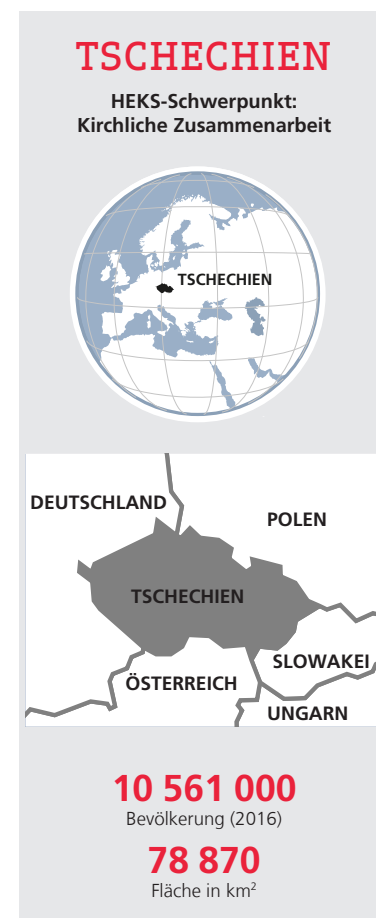 TSCHECHIEN
HEKS-Schwerpunkt:
Kirchliche Zusammenarbeit
TSCHECHIEN
DEUTSCHLAND
POLEN
TSCHECHIEN
SLOWAKEI
ÖSTERREICH
UNGARN
10 561 000
Bevölkerung (2016)
78 870
Fläche in km²